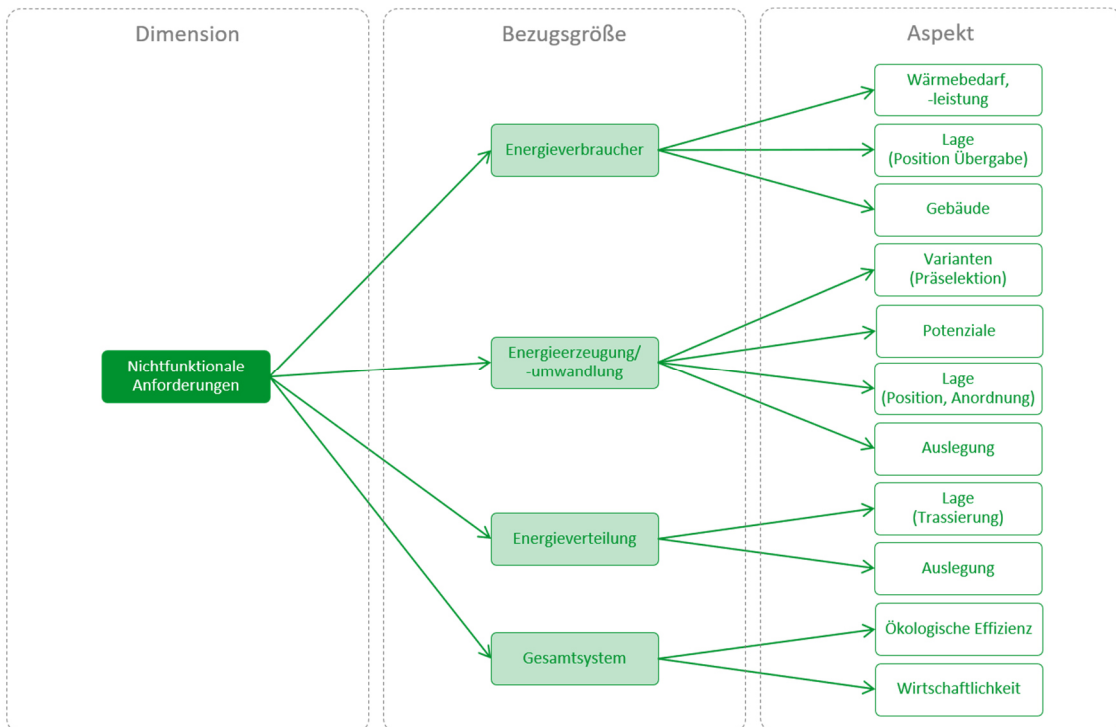 Dimension
Bezugsgröße
Aspekt
Nichtfunktionale
Anforderungen
Energieverbraucher
Energieerzeugung/
-umwandlung
Energieverteilung
Gesamtsystem
Wärmebedarf,
-leistung
Lage
(Position Übergabe)
Gebäude
Varianten
(Präselektion)
Potenziale
Lage
(Position, Anordnung)
Auslegung
Lage
(Trassierung)
Auslegung
Ökologische Effizienz
Wirtschaftlichkeit